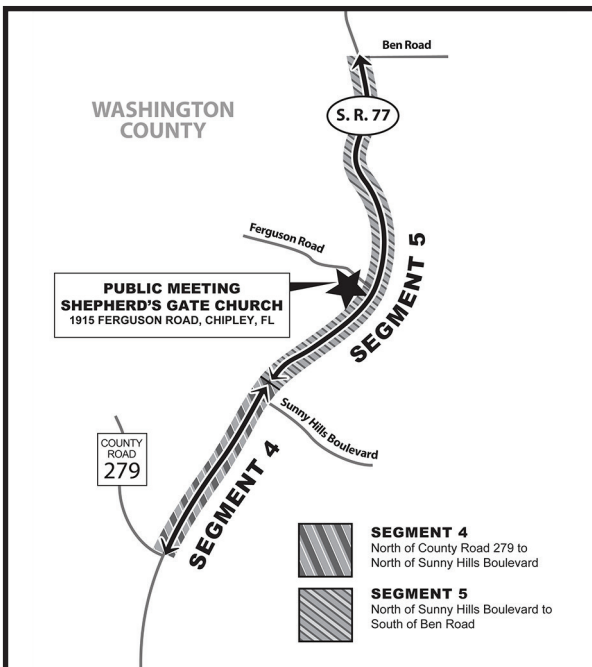 Ben Road
WASHINGTON
COUNTY
S. R. 77
Ferguson Road
SEGMENT 5
PUBLIC MEETING
SHEPHERD'S GATE CHURCH
1915 FERGUSON ROAD, CHIPLEY, FL
Sunny Hills Boulevard
COUNTY
ROAD
279
SEGMENT 4
SEGMENT 4
North of County Road 279 to
North of Sunny Hills Boulevard
SEGMENT 5
North of Sunny Hills Boulevard to
South of Ben Road